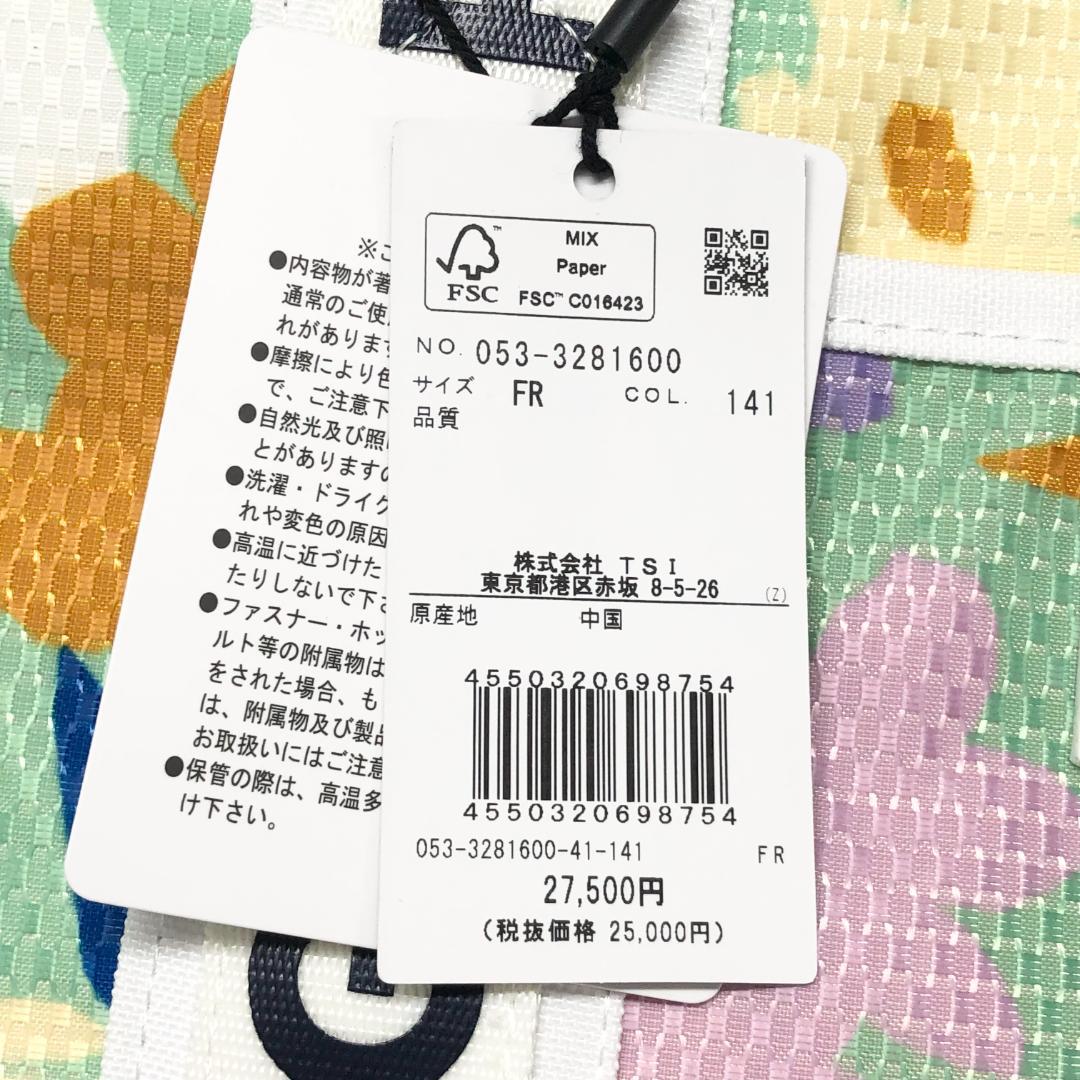 ※こ
●内容物が著
通常のご使
れがありま
●摩擦により色
で、ご注意下
●自然光及び照
とがありますの
●洗濯・ドライク
れや変色の原因
●高温に近づけた
たりしないで下さ
●ファスナー・ホッ
ルト等の附属物は
をされた場合、も
は、附属物及び製品
お取扱いにはご注意
●保管の際は、高温多
け下さい。
FSC™
MIX
Paper
FSC™ C016423
NO. 053-3281600
サイズ FR COL. 141
品質
株式会社 TSI
東京都港区赤坂 8-5-26 (Z)
原産地 中国
4550320698754
4550320698754
053-3281600-41-141 FR
27,500円
(税抜価格 25,000円)